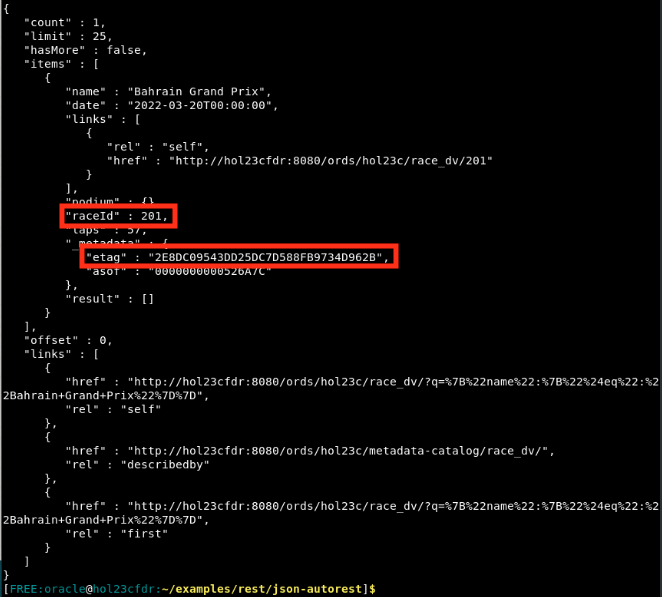 {
   "count" : 1,
   "limit" : 25,
   "hasMore" : false,
   "items" : [
      {
         "name" : "Bahrain Grand Prix",
         "date" : "2022-03-20T00:00:00",
         "links" : [
            {
               "rel" : "self",
               "href" : "http://hol23cfdr:8080/ords/hol23c/race_dv/201"
            }
         ],
         "podium" : {},
         "raceId" : 201,
         "laps" : 57,
         "_metadata" : {
            "etag" : "2E8DC09543DD25DC7D588FB9734D962B",
            "asof" : "0000000000526A7C"
         },
         "result" : []
      }
   ],
   "offset" : 0,
   "links" : [
      {
         "href" : "http://hol23cfdr:8080/ords/hol23c/race_dv/?q=%7B%22name%22:%7B%22%24eq%22:%2
2Bahrain+Grand+Prix%22%7D%7D",
         "rel" : "self"
      },
      {
         "href" : "http://hol23cfdr:8080/ords/hol23c/metadata-catalog/race_dv/",
         "rel" : "describedby"
      },
      {
         "href" : "http://hol23cfdr:8080/ords/hol23c/race_dv/?q=%7B%22name%22:%7B%22%24eq%22:%2
2Bahrain+Grand+Prix%22%7D%7D",
         "rel" : "first"
      }
   ]
}
[FREE:oracle@hol23cfdr:~/examples/rest/json-autorest]$